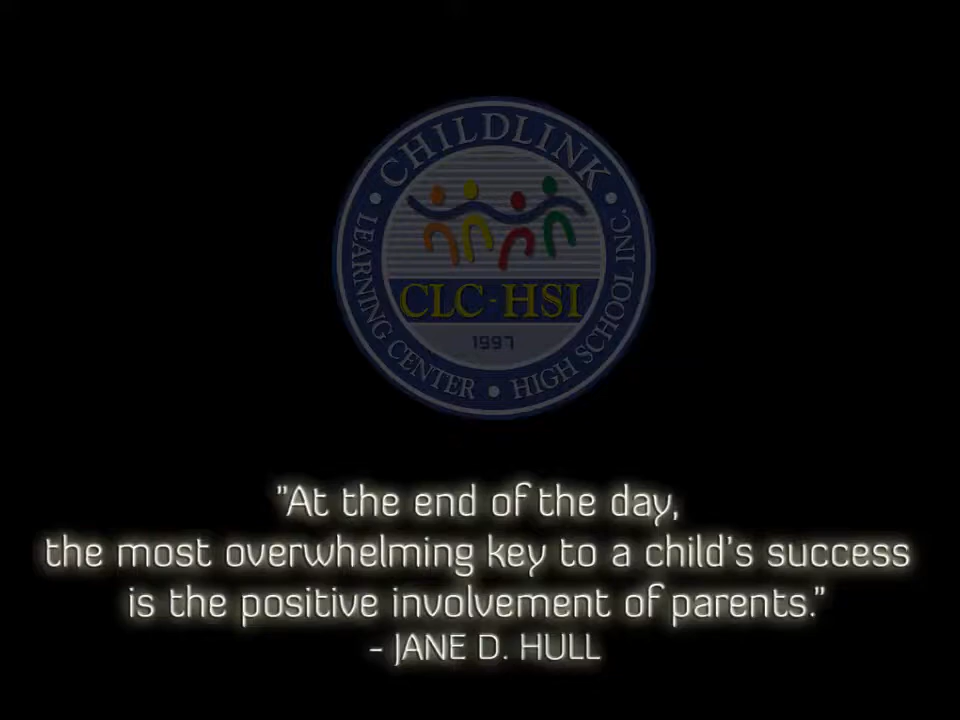 CHILDLINK
LEARNING CENTER • HIGH SCHOOL INC.
CLC-HSI
1997
"At the end of the day,
the most overwhelming key to a child's success
is the positive involvement of parents."
- JANE D. HULL